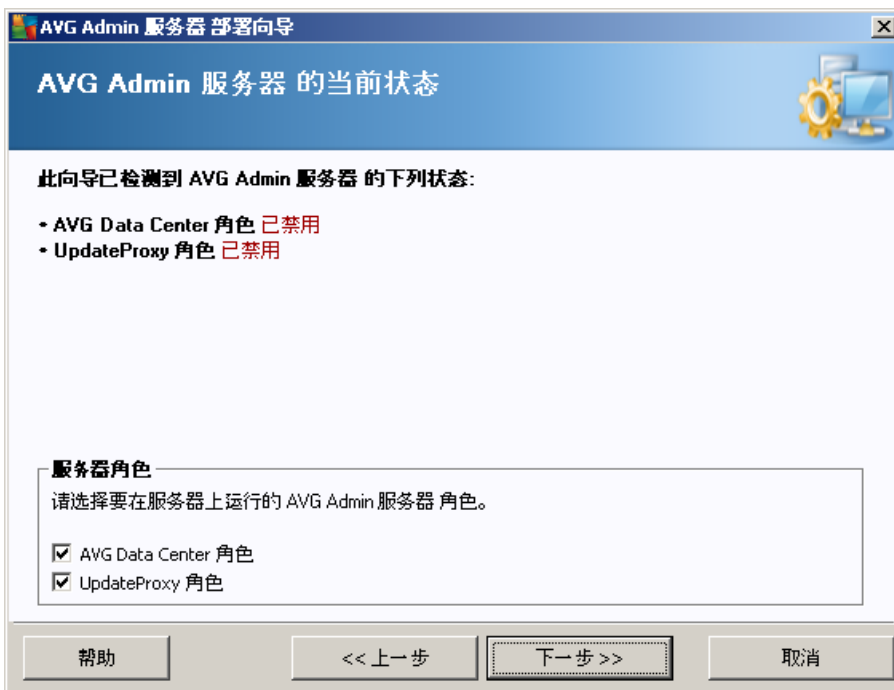 AVG Admin 服务器 部署向导
AVG Admin 服务器 的当前状态
此向导已检测到 AVG Admin 服务器 的下列状态:
• AVG Data Center 角色 已禁用
• UpdateProxy 角色 已禁用
服务器角色
请选择要在服务器上运行的 AVG Admin 服务器 角色。
AVG Data Center 角色
UpdateProxy 角色
帮助
<< 上一步
下一步 >>
取消